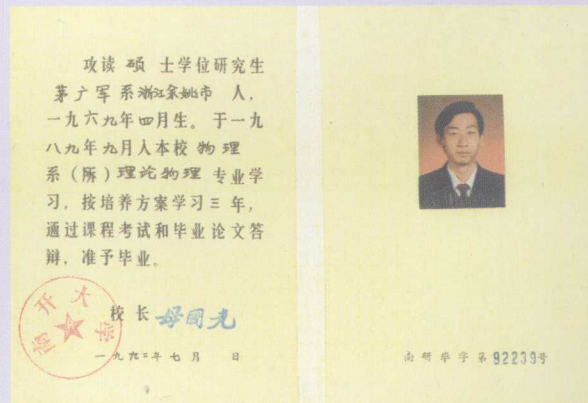 攻读 硕 士学位研究生
茅广军 系浙江余姚市 人,
一九六九年四月生。于一九
八九年九月入本校 物理
系(所)理论物理 专业学
习,按培养方案学习三年,
通过课程考试和毕业论文答
辩,准予毕业。
校长 母国光
一九九二年七月 日
南开大学
南研毕字第92239号